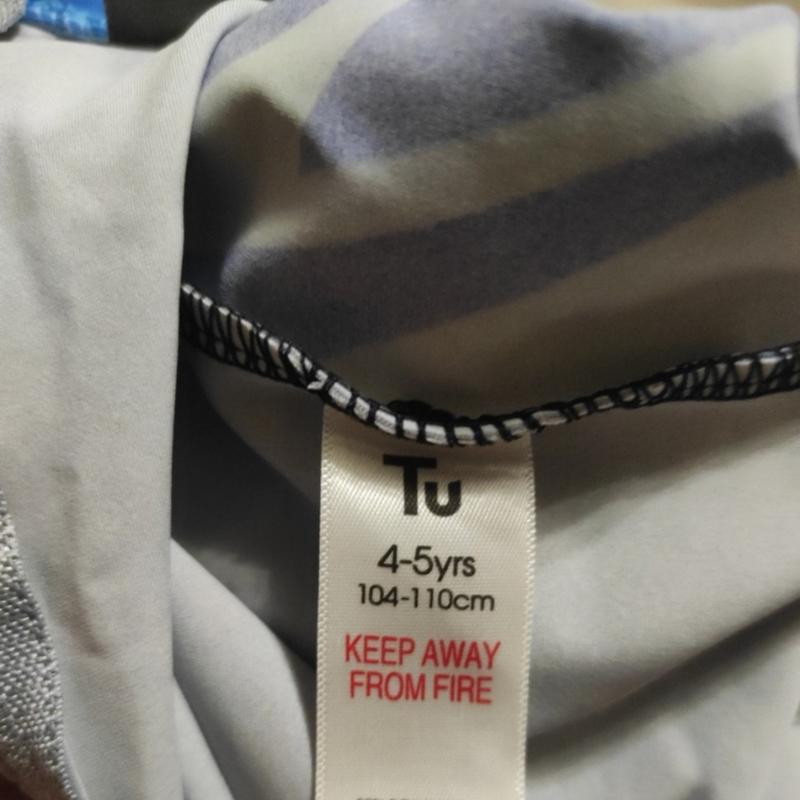 Tu
4-5yrs
104-110cm
KEEP AWAY
FROM FIRE